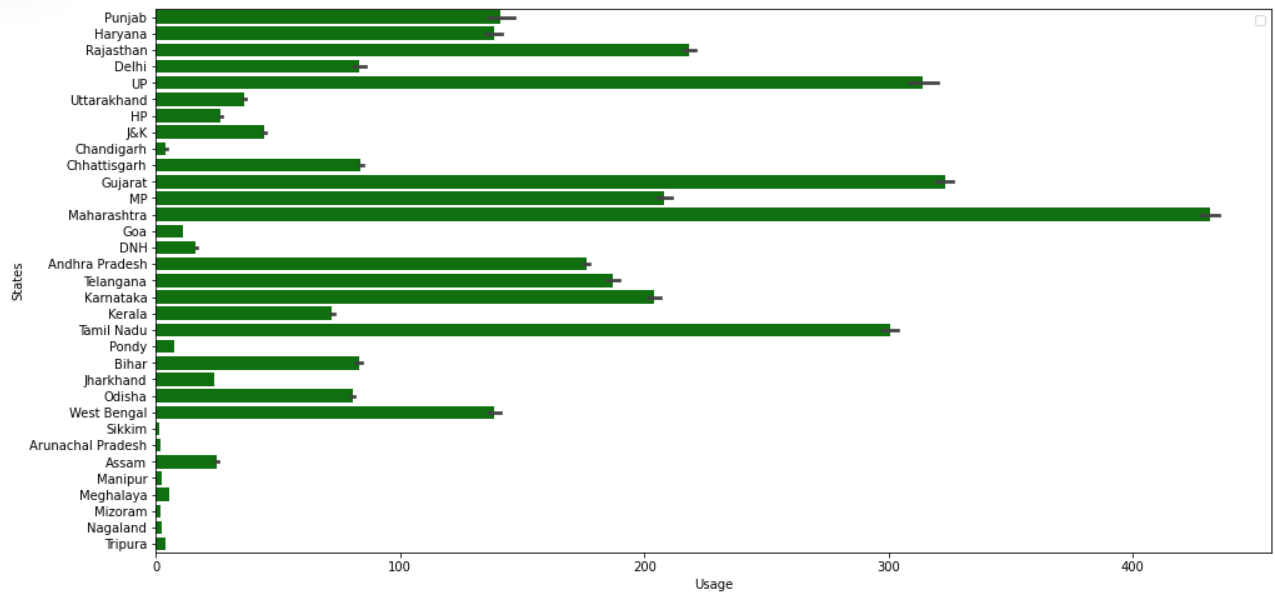 Punjab
Haryana
Rajasthan
Delhi
UP
Uttarakhand
HP
J&K
Chandigarh
Chhattisgarh
Gujarat
MP
Maharashtra
Goa
DNH
Andhra Pradesh
Telangana
Karnataka
Kerala
Tamil Nadu
Pondy
Bihar
Jharkhand
Odisha
West Bengal
Sikkim
Arunachal Pradesh
Assam
Manipur
Meghalaya
Mizoram
Nagaland
Tripura
States
0 100 200 300 400
Usage